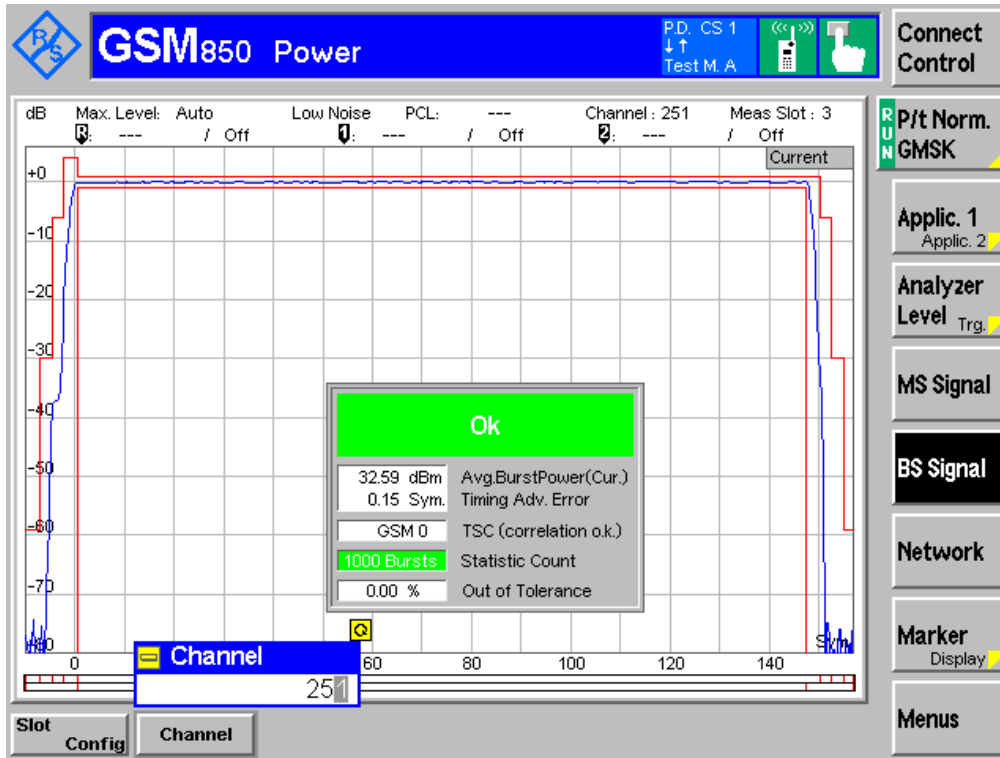 R S
GSM850 Power
P.D. CS 1
↓ ↑
Test M. A
Connect
Control
dB Max. Level: Auto Low Noise PCL: --- Channel : 251 Meas Slot : 3
R: --- / Off 1: --- / Off 2: --- / Off
RUN
P/t Norm.
GMSK
Current
+0
-10
-20
-30
-40
-50
-60
-70
-80
Ok
32.59 dBm Avg.BurstPower(Cur.)
0.15 Sym. Timing Adv. Error
GSM 0 TSC (correlation o.k.)
1000 Bursts Statistic Count
0.00 % Out of Tolerance
Sym.
0 60 80 100 120 140
Channel
251
Applic. 1
Applic. 2
Analyzer
Level Trg.
MS Signal
BS Signal
Network
Marker
Display
Menus
Slot
Config
Channel